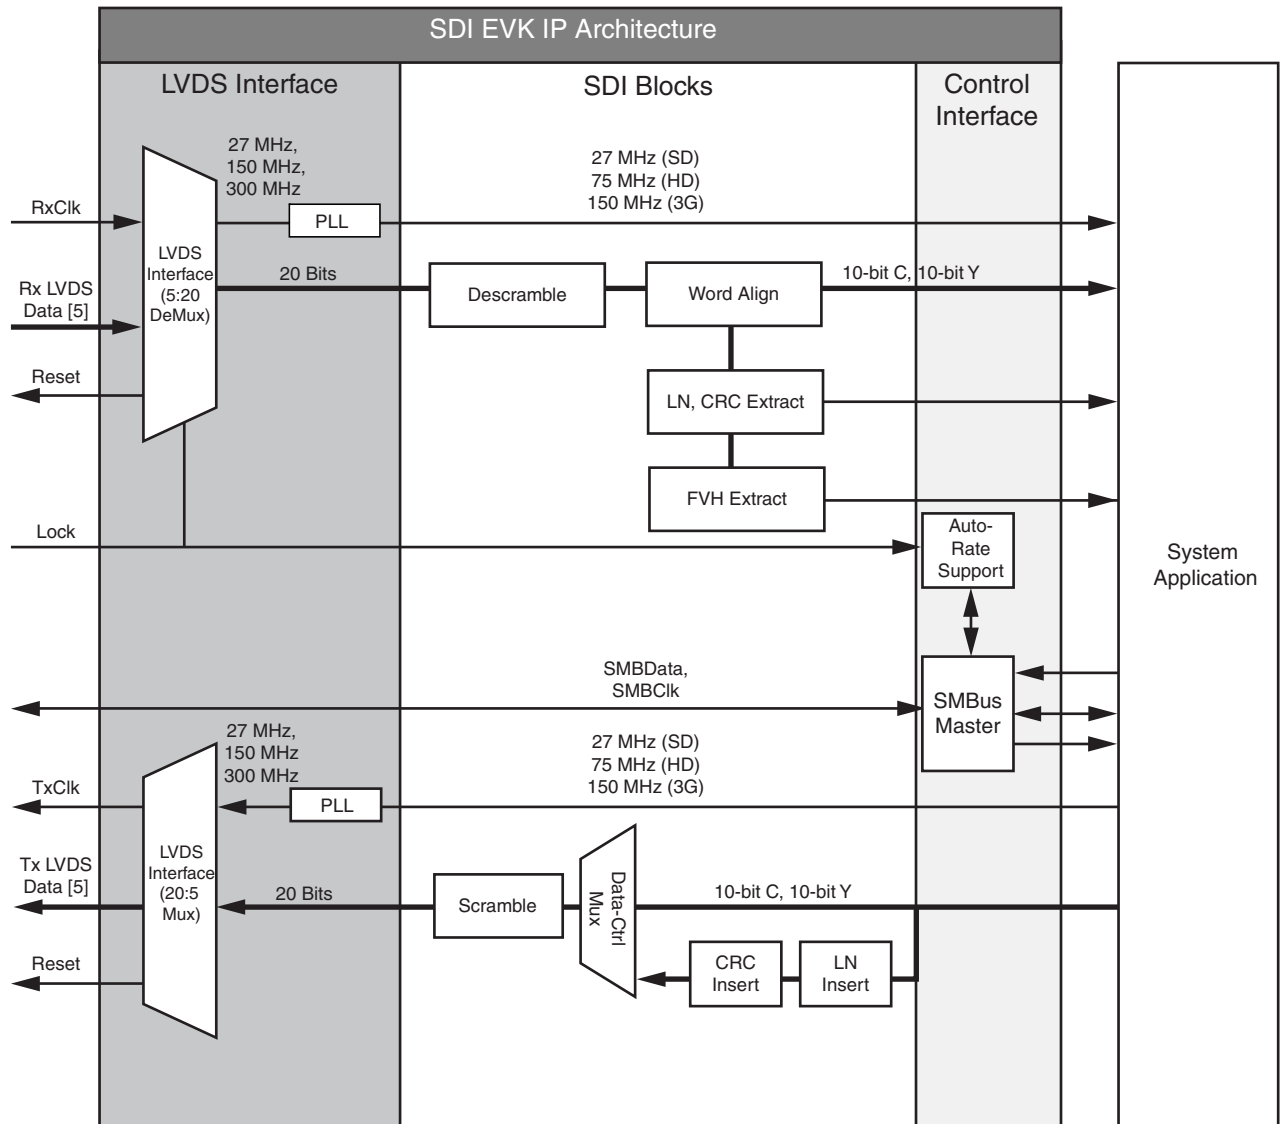 SDI EVK IP Architecture
LVDS Interface
SDI Blocks
Control
Interface
27 MHz,
150 MHz,
300 MHz
27 MHz (SD)
75 MHz (HD)
150 MHz (3G)
RxClk
PLL
LVDS
Interface
(5:20
DeMux)
20 Bits
Descramble
Word Align
10-bit C, 10-bit Y
Rx LVDS
Data [5]
Reset
LN, CRC Extract
FVH Extract
Lock
Auto-
Rate
Support
System
Application
SMBData,
SMBClk
SMBus
Master
27 MHz,
150 MHz
300 MHz
27 MHz (SD)
75 MHz (HD)
150 MHz (3G)
TxClk
PLL
LVDS
Interface
(20:5
Mux)
Tx LVDS
Data [5]
20 Bits
Scramble
Data-Ctrl
Mux
10-bit C, 10-bit Y
Reset
CRC
Insert
LN
Insert